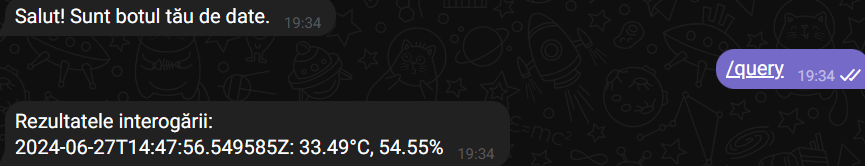 Salut! Sunt botul tău de date. 19:34
/query 19:34
Rezultatele interogării:
2024-06-27T14:47:56.549585Z: 33.49°C, 54.55% 19:34